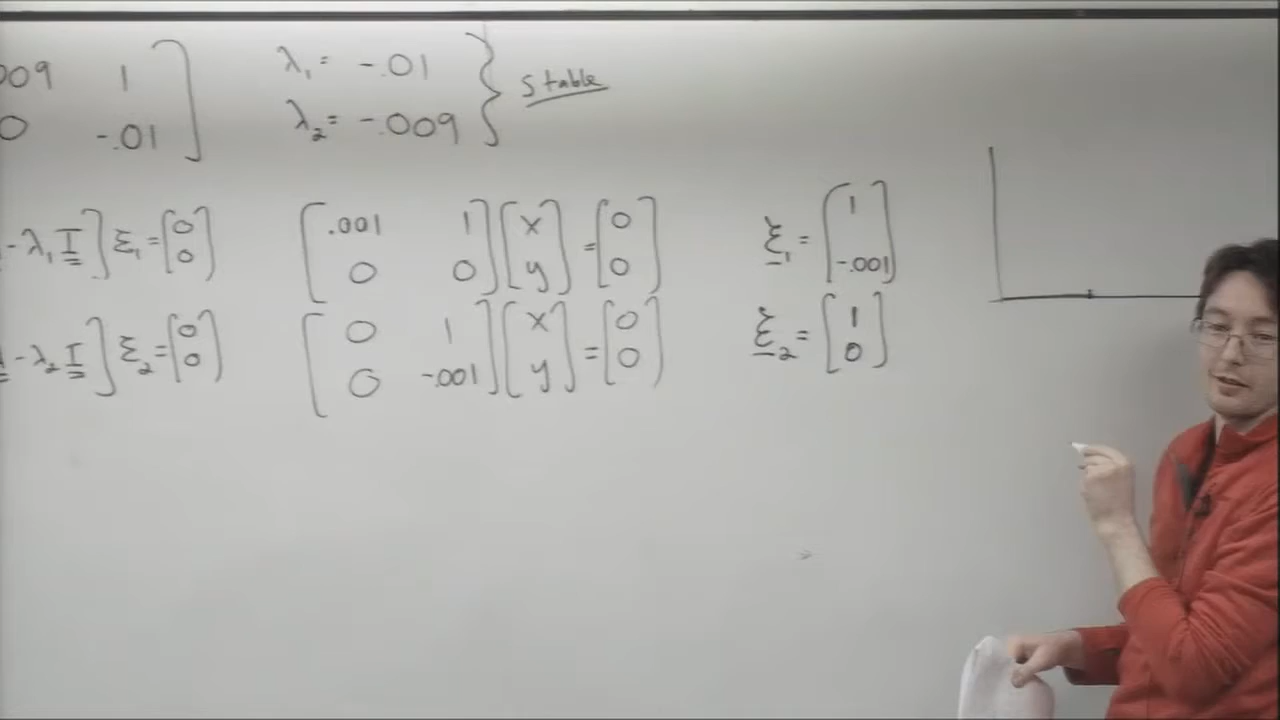 009 1 λ₁ = -.01
0 -.01 λ₂ = -.009 } stable
- λ₁ I ] ξ₁ = [0 0] [.001 1 0 0] [x y] = [0 0] ξ₁ = [1 -.001]
- λ₂ I ] ξ₂ = [0 0] [0 1 0 -.001] [x y] = [0 0] ξ₂ = [1 0]